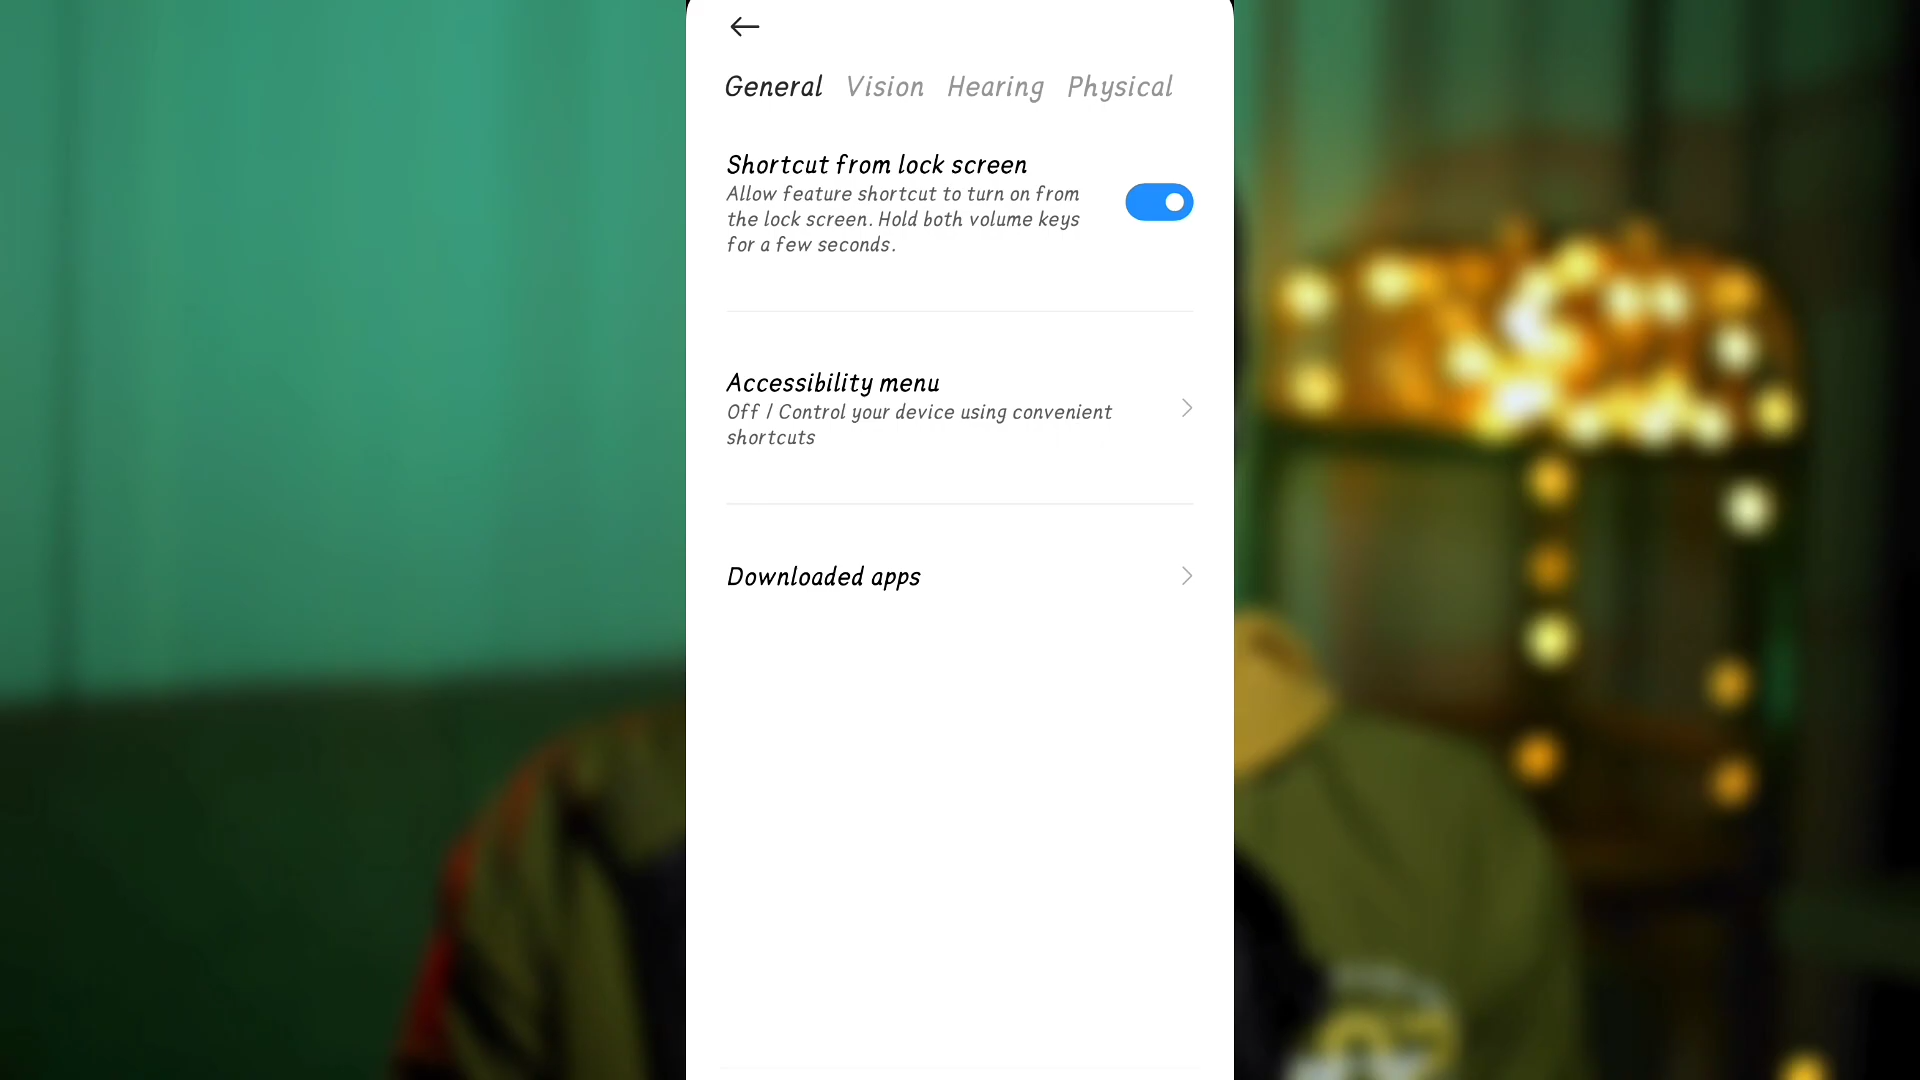 General Vision Hearing Physical
Shortcut from lock screen
Allow feature shortcut to turn on from
the lock screen. Hold both volume keys
for a few seconds.
Accessibility menu
Off / Control your device using convenient
shortcuts
Downloaded apps